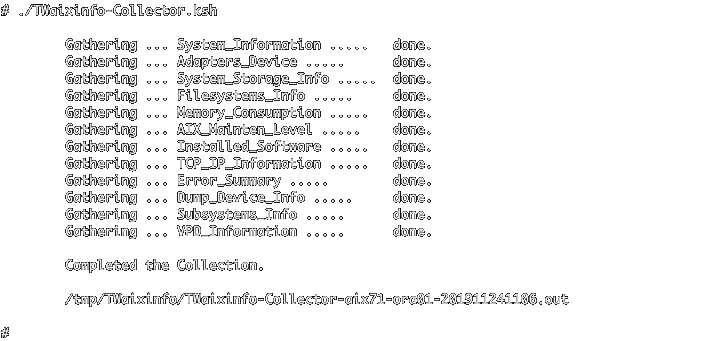 # ./TWaixinfo-Collector.ksh
Gathering ... System_Information ..... done.
Gathering ... Adapters_Device ..... done.
Gathering ... System_Storage_Info ..... done.
Gathering ... Filesystems_Info ..... done.
Gathering ... Memory_Consumption ..... done.
Gathering ... AIX_Mainten_Level ..... done.
Gathering ... Installed_Software ..... done.
Gathering ... TCP_IP_Information ..... done.
Gathering ... Error_Summary ..... done.
Gathering ... Dump_Device_Info ..... done.
Gathering ... Subsystems_Info ..... done.
Gathering ... VPD_Information ..... done.
Completed the Collection.
/tmp/TWaixinfo/TWaixinfo-Collector-aix71-ora01-201911241106.out
#